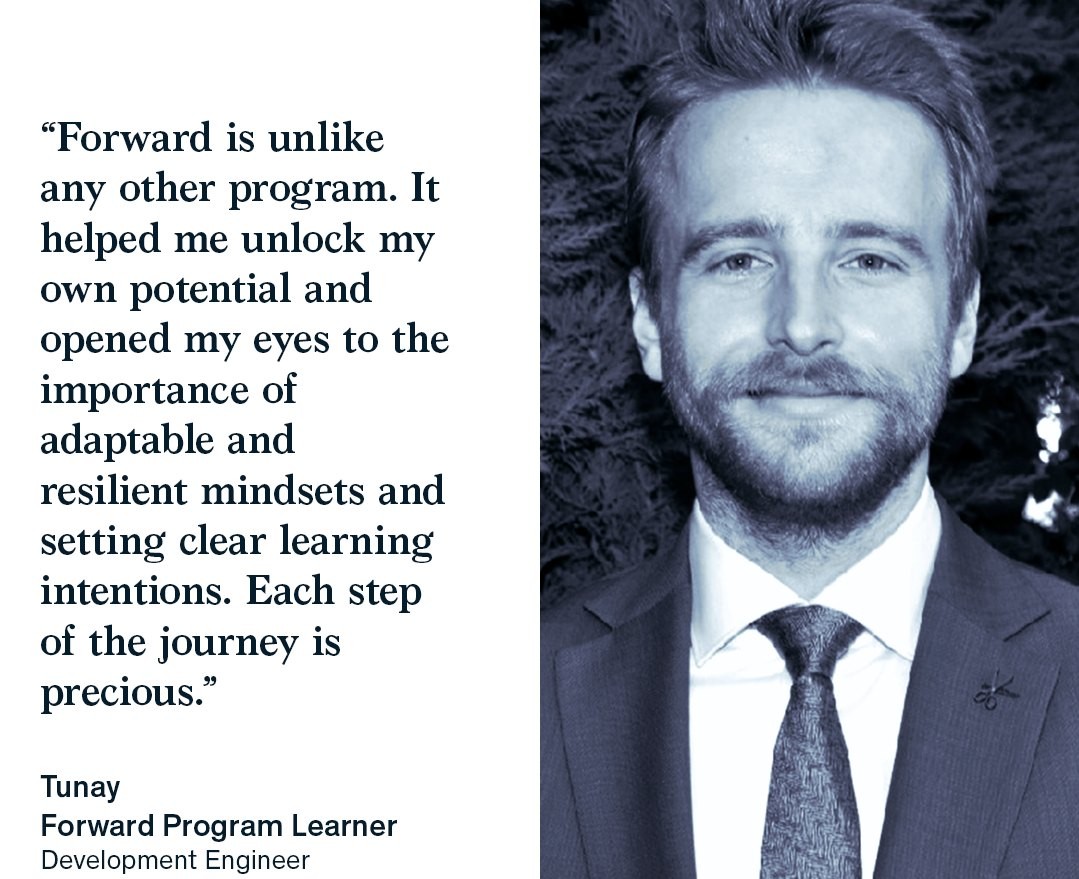 “Forward is unlike
any other program. It
helped me unlock my
own potential and
opened my eyes to the
importance of
adaptable and
resilient mindsets and
setting clear learning
intentions. Each step
of the journey is
precious.”
Tunay
Forward Program Learner
Development Engineer